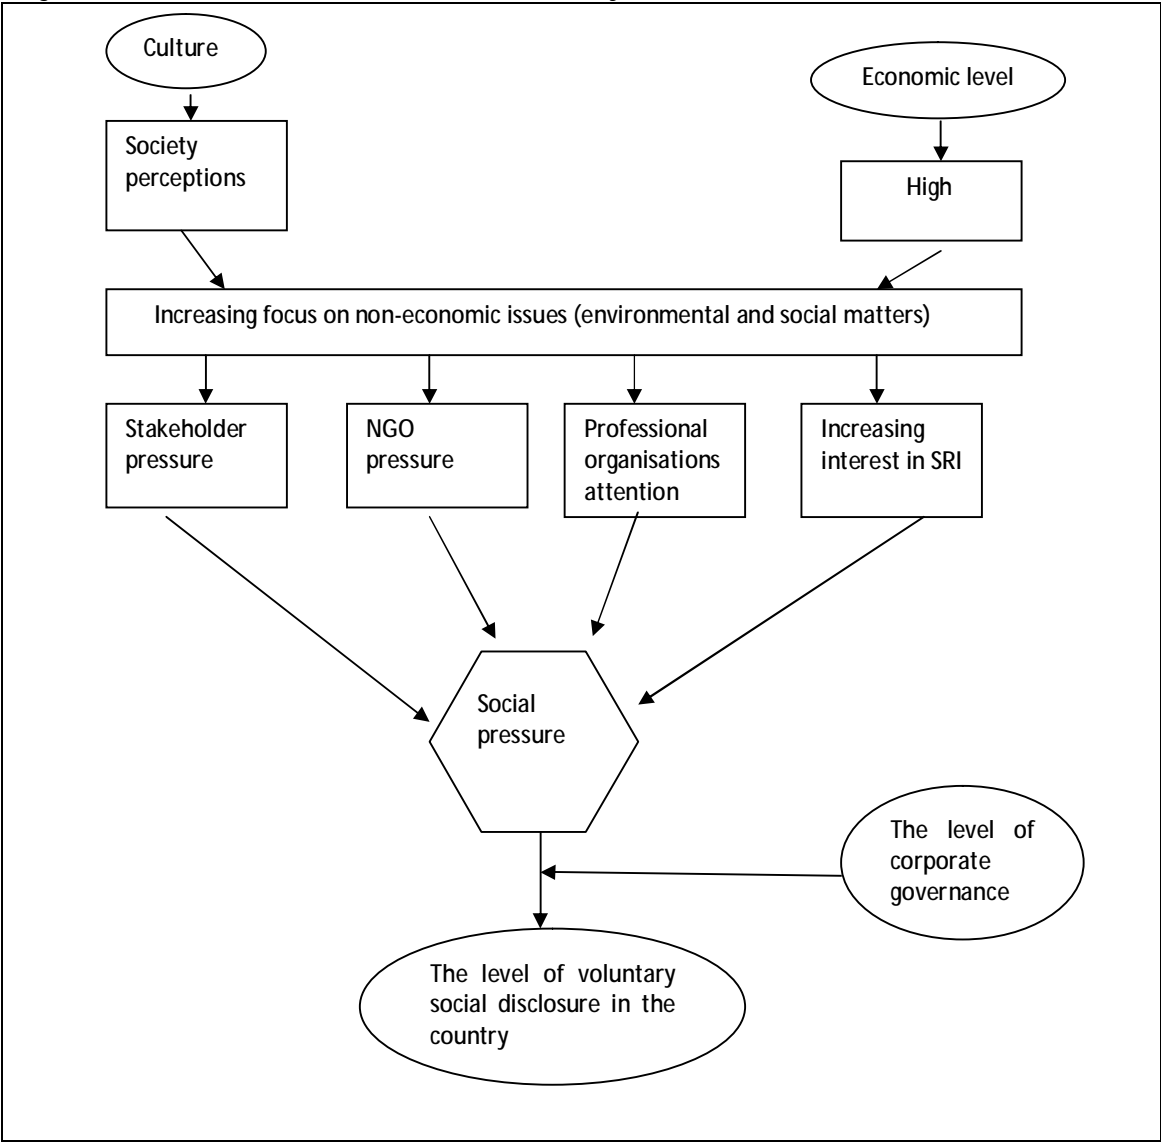 Culture
Economic level
Society
perceptions
High
Increasing focus on non-economic issues (environmental and social matters)
Stakeholder
pressure
NGO
pressure
Professional
organisations
attention
Increasing
interest in SRI
Social
pressure
The level of
corporate
governance
The level of voluntary
social disclosure in the
country